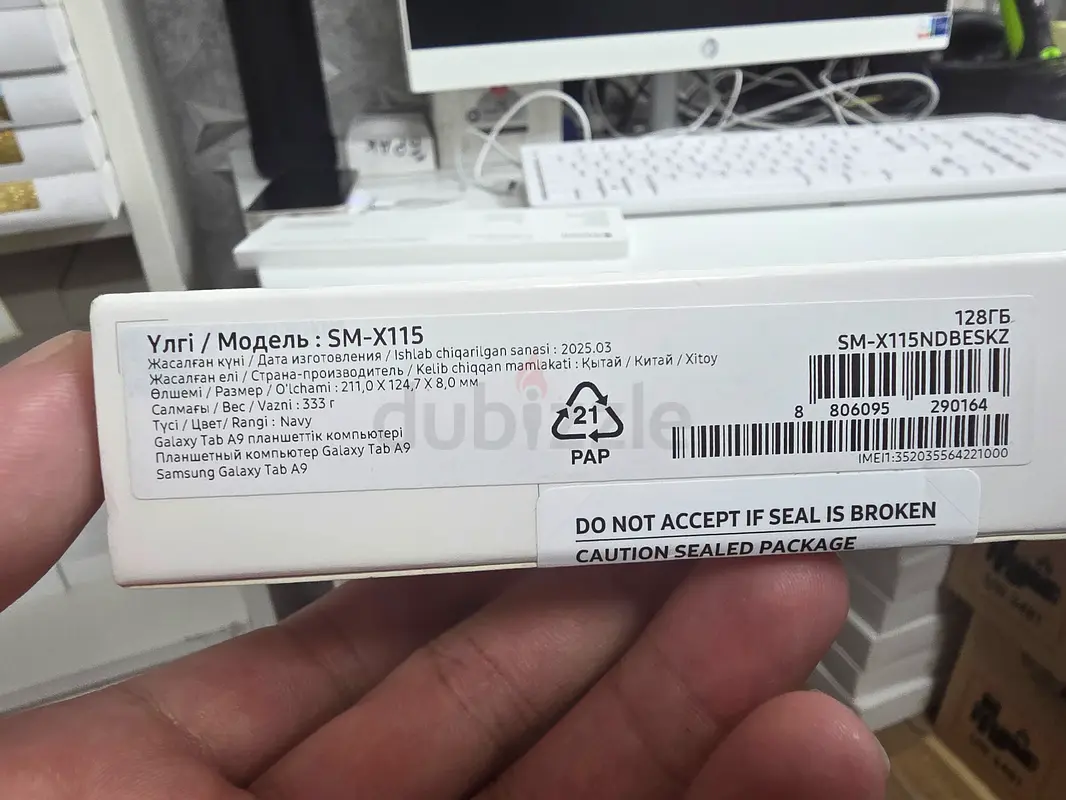 Үлгі / Модель : SM-X115
Жасалған күні / Дата изготовления / Ishlab chiqarilgan sanasi : 2025.03
Жасалған елі / Страна-производитель / Kelib chiqqan mamlakati : Қытай / Китай / Xitoy
Өлшемі / Размер / O'lchami : 211,0 X 124,7 X 8,0 мм
Салмағы / Вес / Vazni : 333 г
Түсі / Цвет/ Rangi : Navy
Galaxy Tab A9 планшеттік компьютері
Планшетный компьютер Galaxy Tab A9
Samsung Galaxy Tab A9
21
PAP
128ГБ
SM-X115NDBESKZ
8 806095 290164
IMEI1:352035564221000
DO NOT ACCEPT IF SEAL IS BROKEN
CAUTION SEALED PACKAGE
dubizzle
hp